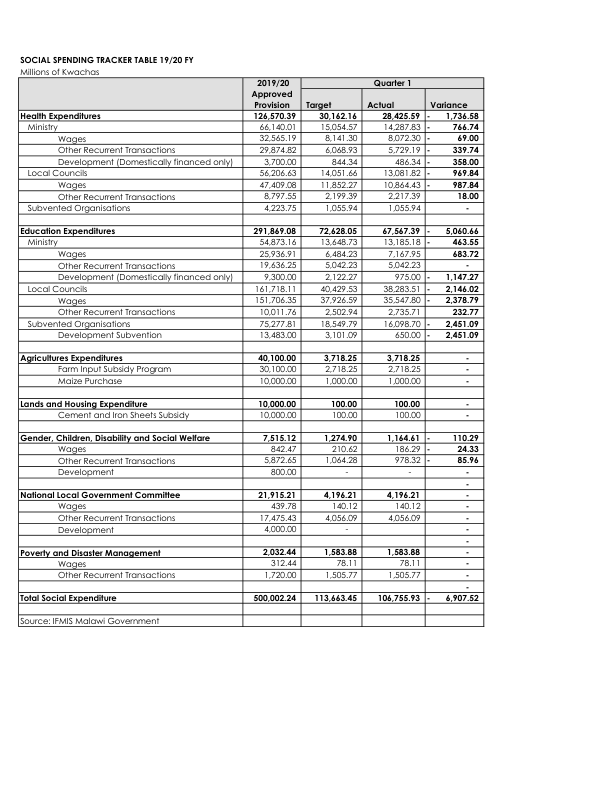 SOCIAL SPENDING TRACKER TABLE 19/20 FY
Millions of Kwachas
2019/20 Approved Provision Quarter 1
Target Actual Variance
Health Expenditures 126,570.39 30,162.16 28,425.59 - 1,736.58
Ministry 66,140.01 15,054.57 14,287.83 - 766.74
Wages 32,565.19 8,141.30 8,072.30 - 69.00
Other Recurrent Transactions 29,874.82 6,068.93 5,729.19 - 339.74
Development (Domestically financed only) 3,700.00 844.34 486.34 - 358.00
Local Councils 56,206.63 14,051.66 13,081.82 - 969.84
Wages 47,409.08 11,852.27 10,864.43 - 987.84
Other Recurrent Transactions 8,797.55 2,199.39 2,217.39 18.00
Subvented Organisations 4,223.75 1,055.94 1,055.94 -
Education Expenditures 291,869.08 72,628.05 67,567.39 - 5,060.66
Ministry 54,873.16 13,648.73 13,185.18 - 463.55
Wages 25,936.91 6,484.23 7,167.95 683.72
Other Recurrent Transactions 19,636.25 5,042.23 5,042.23 -
Development (Domestically financed only) 9,300.00 2,122.27 975.00 - 1,147.27
Local Councils 161,718.11 40,429.53 38,283.51 - 2,146.02
Wages 151,706.35 37,926.59 35,547.80 - 2,378.79
Other Recurrent Transactions 10,011.76 2,502.94 2,735.71 232.77
Subvented Organisations 75,277.81 18,549.79 16,098.70 - 2,451.09
Development Subvention 13,483.00 3,101.09 650.00 - 2,451.09
Agricultures Expenditures 40,100.00 3,718.25 3,718.25 -
Farm Input Subsidy Program 30,100.00 2,718.25 2,718.25 -
Maize Purchase 10,000.00 1,000.00 1,000.00 -
Lands and Housing Expenditure 10,000.00 100.00 100.00 -
Cement and Iron Sheets Subsidy 10,000.00 100.00 100.00 -
Gender, Children, Disability and Social Welfare 7,515.12 1,274.90 1,164.61 - 110.29
Wages 842.47 210.62 186.29 - 24.33
Other Recurrent Transactions 5,872.65 1,064.28 978.32 - 85.96
Development 800.00 - - -
-
National Local Government Committee 21,915.21 4,196.21 4,196.21 -
Wages 439.78 140.12 140.12 -
Other Recurrent Transactions 17,475.43 4,056.09 4,056.09 -
Development 4,000.00 - -
-
Poverty and Disaster Management 2,032.44 1,583.88 1,583.88 -
Wages 312.44 78.11 78.11 -
Other Recurrent Transactions 1,720.00 1,505.77 1,505.77 -
-
Total Social Expenditure 500,002.24 113,663.45 106,755.93 - 6,907.52
Source: IFMIS Malawi Government